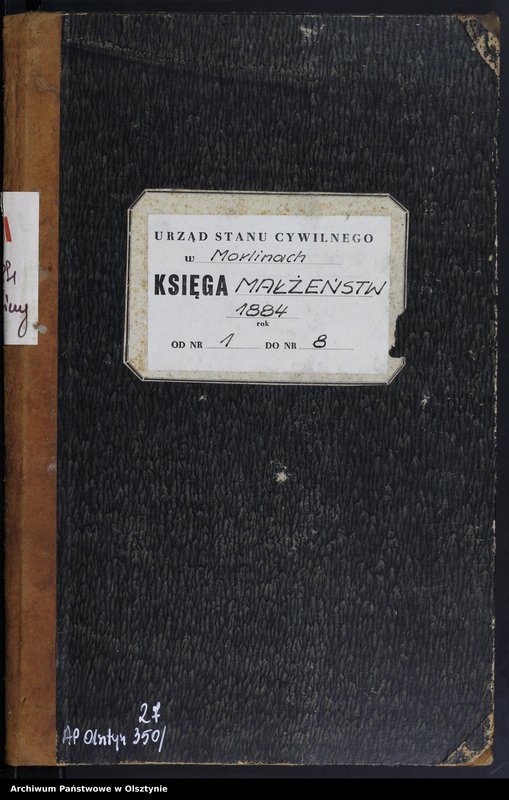 URZĄD STANU CYWILNEGO
w Morlinach
KSIĘGA MAŁŻEŃSTW
1884
rok
OD NR 1 DO NR 8
27
AP Olsztyn 350/
Archiwum Państwowe w Olsztynie